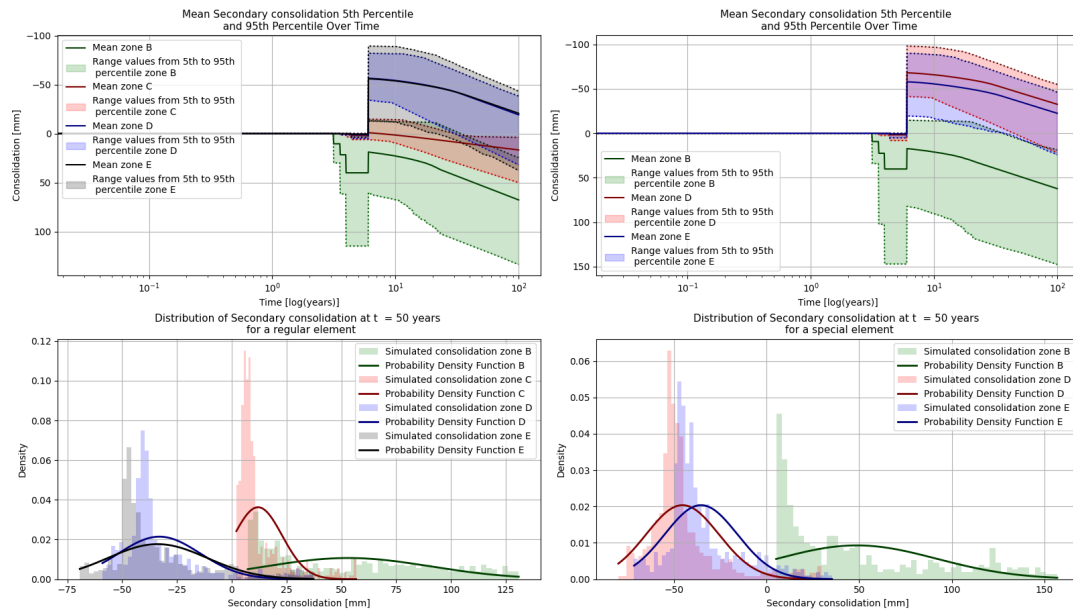 Mean Secondary consolidation 5th Percentile
and 95th Percentile Over Time
−100
−50
0
50
100
Consolidation [mm]
Mean zone B
Range values from 5th to 95th
percentile zone B
Mean zone C
Range values from 5th to 95th
percentile zone C
Mean zone D
Range values from 5th to 95th
percentile zone D
Mean zone E
Range values from 5th to 95th
percentile zone E
10⁻¹ 10⁰ 10¹ 10²
Time [log(years)]
Mean Secondary consolidation 5th Percentile
and 95th Percentile Over Time
−100
−50
0
50
100
150
Consolidation [mm]
Mean zone B
Range values from 5th to 95th
percentile zone B
Mean zone D
Range values from 5th to 95th
percentile zone D
Mean zone E
Range values from 5th to 95th
percentile zone E
10⁻¹ 10⁰ 10¹ 10²
Time [log(years)]
Distribution of Secondary consolidation at t = 50 years
for a regular element
0.12
0.10
0.08
0.06
0.04
0.02
0.00
Density
Simulated consolidation zone B
Probability Density Function B
Simulated consolidation zone C
Probability Density Function C
Simulated consolidation zone D
Probability Density Function D
Simulated consolidation zone E
Probability Density Function E
−75 −50 −25 0 25 50 75 100 125
Secondary consolidation [mm]
Distribution of Secondary consolidation at t = 50 years
for a special element
0.06
0.05
0.04
0.03
0.02
0.01
0.00
Density
Simulated consolidation zone B
Probability Density Function B
Simulated consolidation zone D
Probability Density Function D
Simulated consolidation zone E
Probability Density Function E
−50 0 50 100 150
Secondary consolidation [mm]